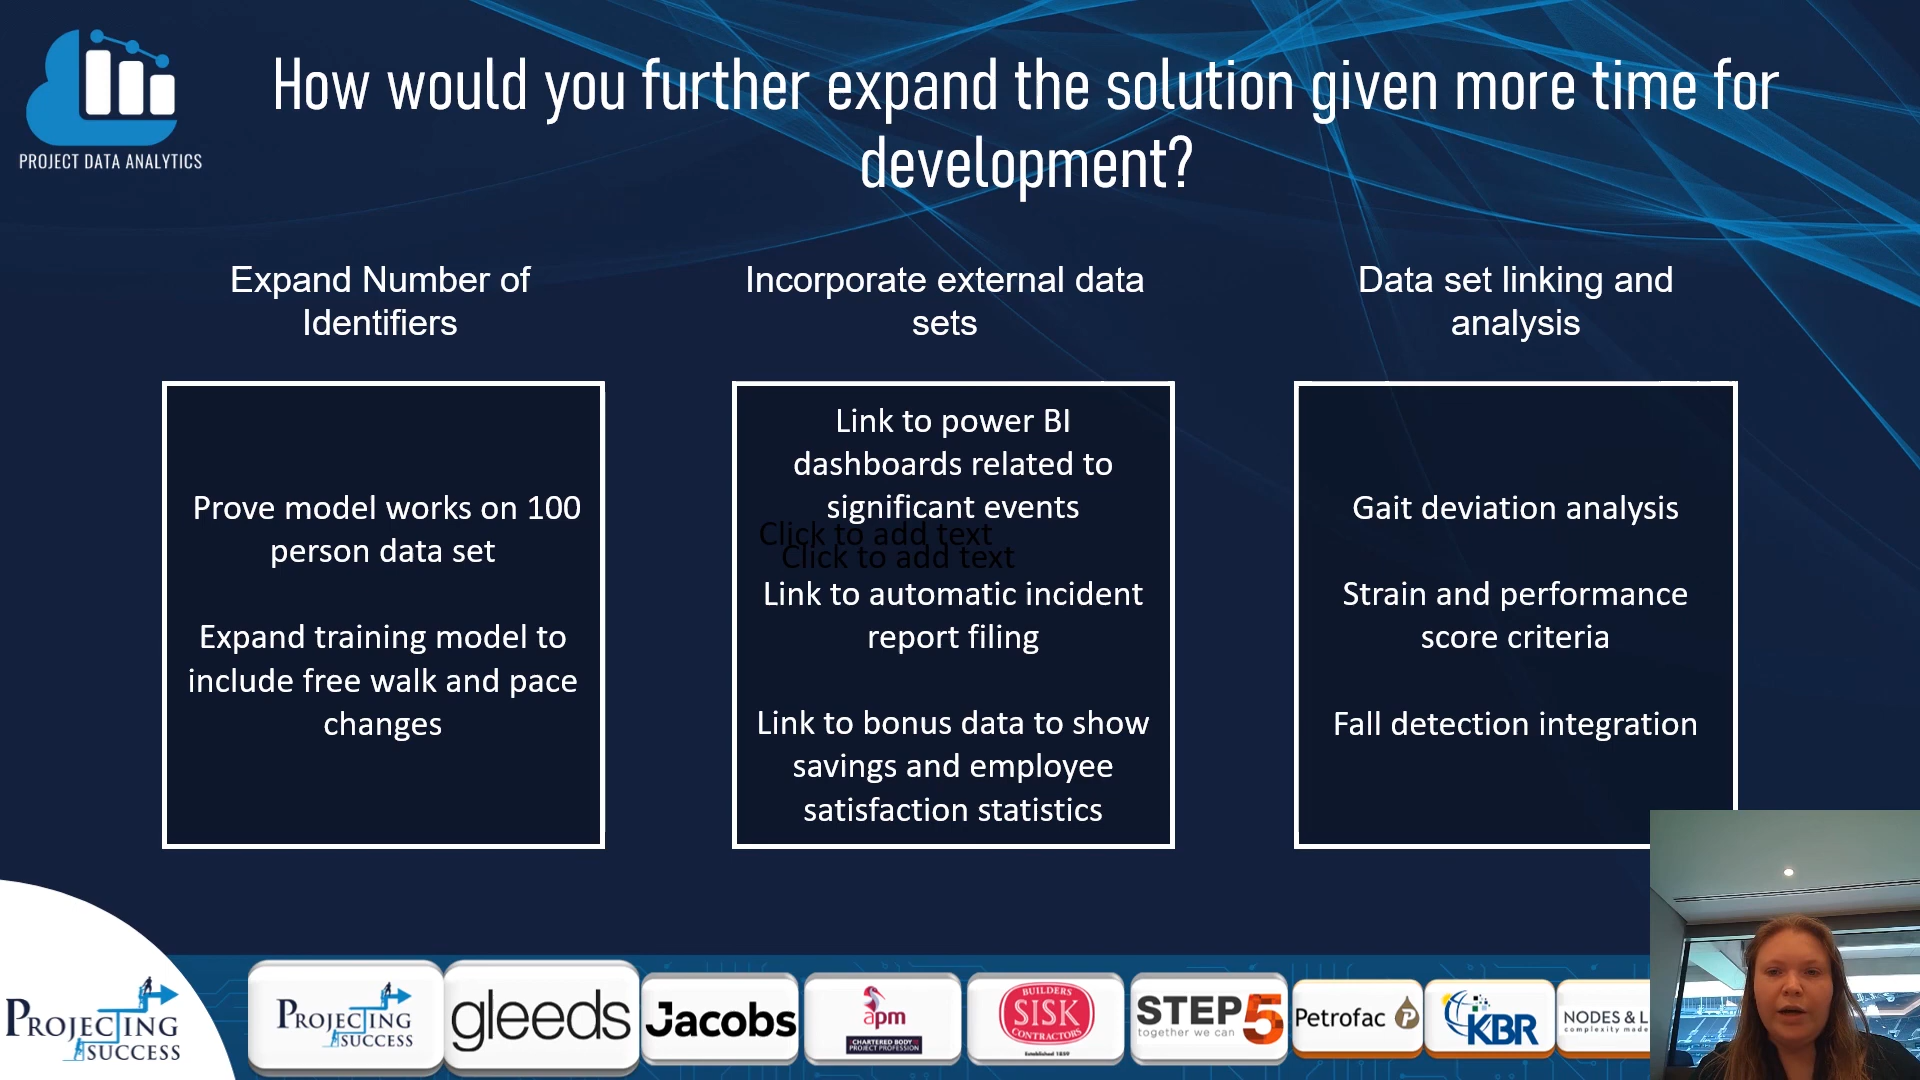 PROJECT DATA ANALYTICS
How would you further expand the solution given more time for
development?
Expand Number of
Identifiers
Prove model works on 100
person data set
Expand training model to
include free walk and pace
changes
Incorporate external data
sets
Link to power BI
dashboards related to
significant events
Click to add text
Click to add text
Link to automatic incident
report filing
Link to bonus data to show
savings and employee
satisfaction statistics
Data set linking and
analysis
Gait deviation analysis
Strain and performance
score criteria
Fall detection integration
PROJECTING
SUCCESS
PROJECTING
SUCCESS
gleeds
Jacobs
apm
CHARTERED BODY
PROJECT PROFESSION
BUILDERS
SISK
CONTRACTORS
Established 1859
STEP5
together we can
Petrofac
KBR
NODES & L
complexity made